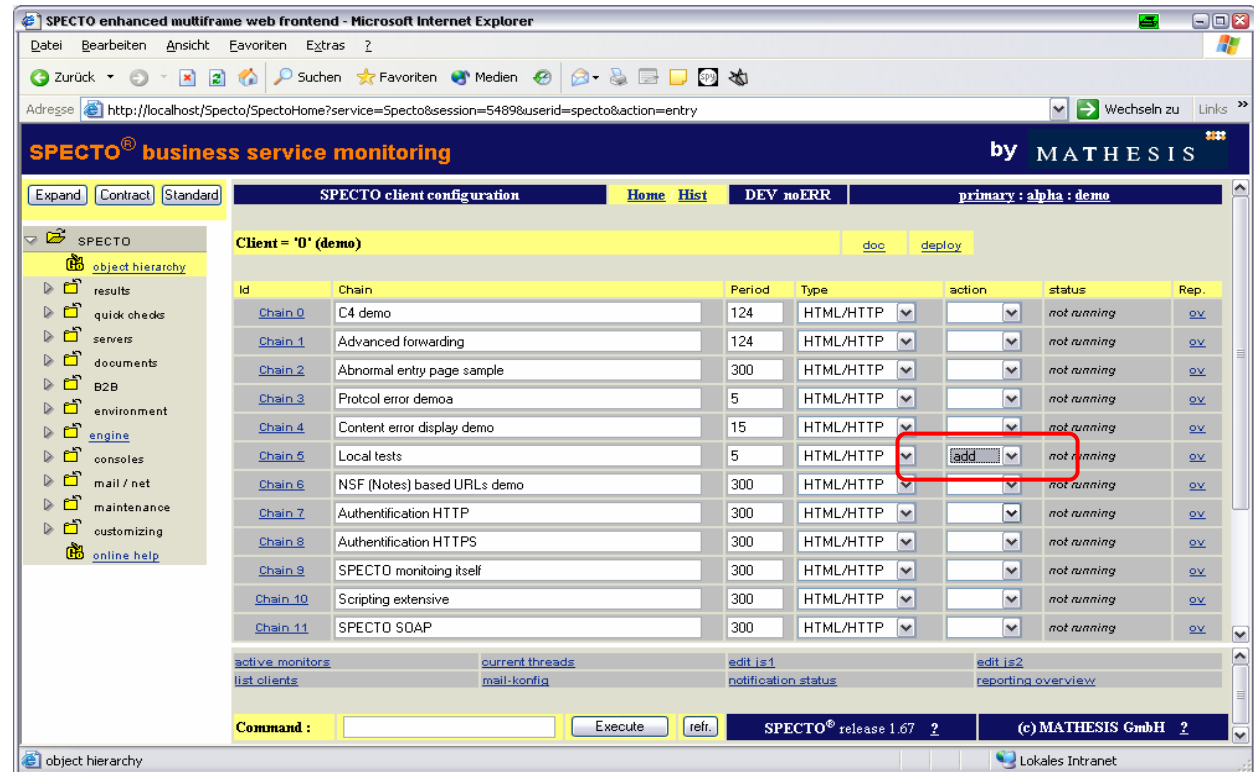 SPECTO enhanced multiframe web frontend - Microsoft Internet Explorer
Datei Bearbeiten Ansicht Favoriten Extras ?
Zurück Suchen Favoriten Medien
Adresse http://localhost/Specto/SpectoHome?service=Specto&session=5489&userid=specto&action=entry Wechseln zu Links »
SPECTO® business service monitoring by MATHESIS
Expand Contract Standard
SPECTO
object hierarchy
results
quick checks
servers
documents
B2B
environment
engine
consoles
mail / net
maintenance
customizing
online help
SPECTO client configuration Home Hist DEV noERR primary : alpha : demo
Client = '0' (demo) doc deploy
Id Chain Period Type action status Rep.
Chain 0 C4 demo 124 HTML/HTTP not running ov
Chain 1 Advanced forwarding 124 HTML/HTTP not running ov
Chain 2 Abnormal entry page sample 300 HTML/HTTP not running ov
Chain 3 Protcol error demoa 5 HTML/HTTP not running ov
Chain 4 Content error display demo 15 HTML/HTTP not running ov
Chain 5 Local tests 5 HTML/HTTP add not running ov
Chain 6 NSF (Notes) based URLs demo 300 HTML/HTTP not running ov
Chain 7 Authentification HTTP 300 HTML/HTTP not running ov
Chain 8 Authentification HTTPS 300 HTML/HTTP not running ov
Chain 9 SPECTO monitoing itself 300 HTML/HTTP not running ov
Chain 10 Scripting extensive 300 HTML/HTTP not running ov
Chain 11 SPECTO SOAP 300 HTML/HTTP not running ov
active monitors current threads edit js1 edit js2
list clients mail-konfig notification status reporting overview
Command : Execute refr. SPECTO® release 1.67 ? (c) MATHESIS GmbH ?
object hierarchy Lokales Intranet